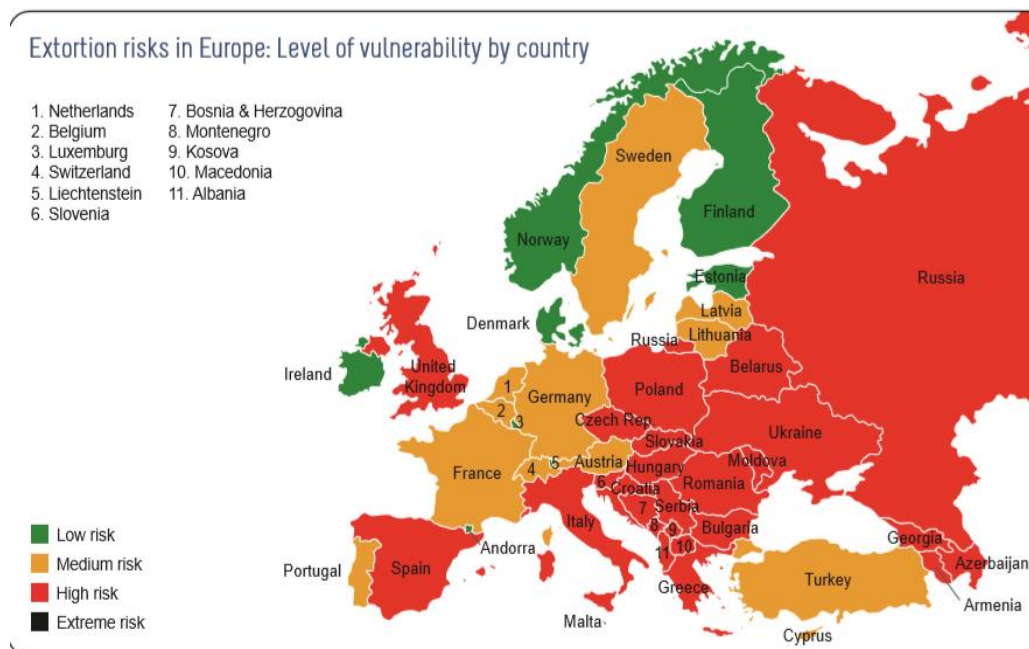 Extortion risks in Europe: Level of vulnerability by country
1. Netherlands
2. Belgium
3. Luxemburg
4. Switzerland
5. Liechtenstein
6. Slovenia
7. Bosnia & Herzogovina
8. Montenegro
9. Kosova
10. Macedonia
11. Albania
Sweden
Finland
Norway
Russia
Estonia
Latvia
Denmark
Lithuania
Russia
Ireland
United
Kingdom
Belarus
Poland
1
Germany
2
3
Czech Rep.
Ukraine
Slovakia
Moldova
France
4
5
Austria
Hungary
Romania
6
Croatia
7
Serbia
Italy
8
9
Bulgaria
Georgia
Low risk
Medium risk
High risk
Extreme risk
Andorra
10
11
Portugal
Spain
Azerbaijan
Turkey
Greece
Armenia
Malta
Cyprus